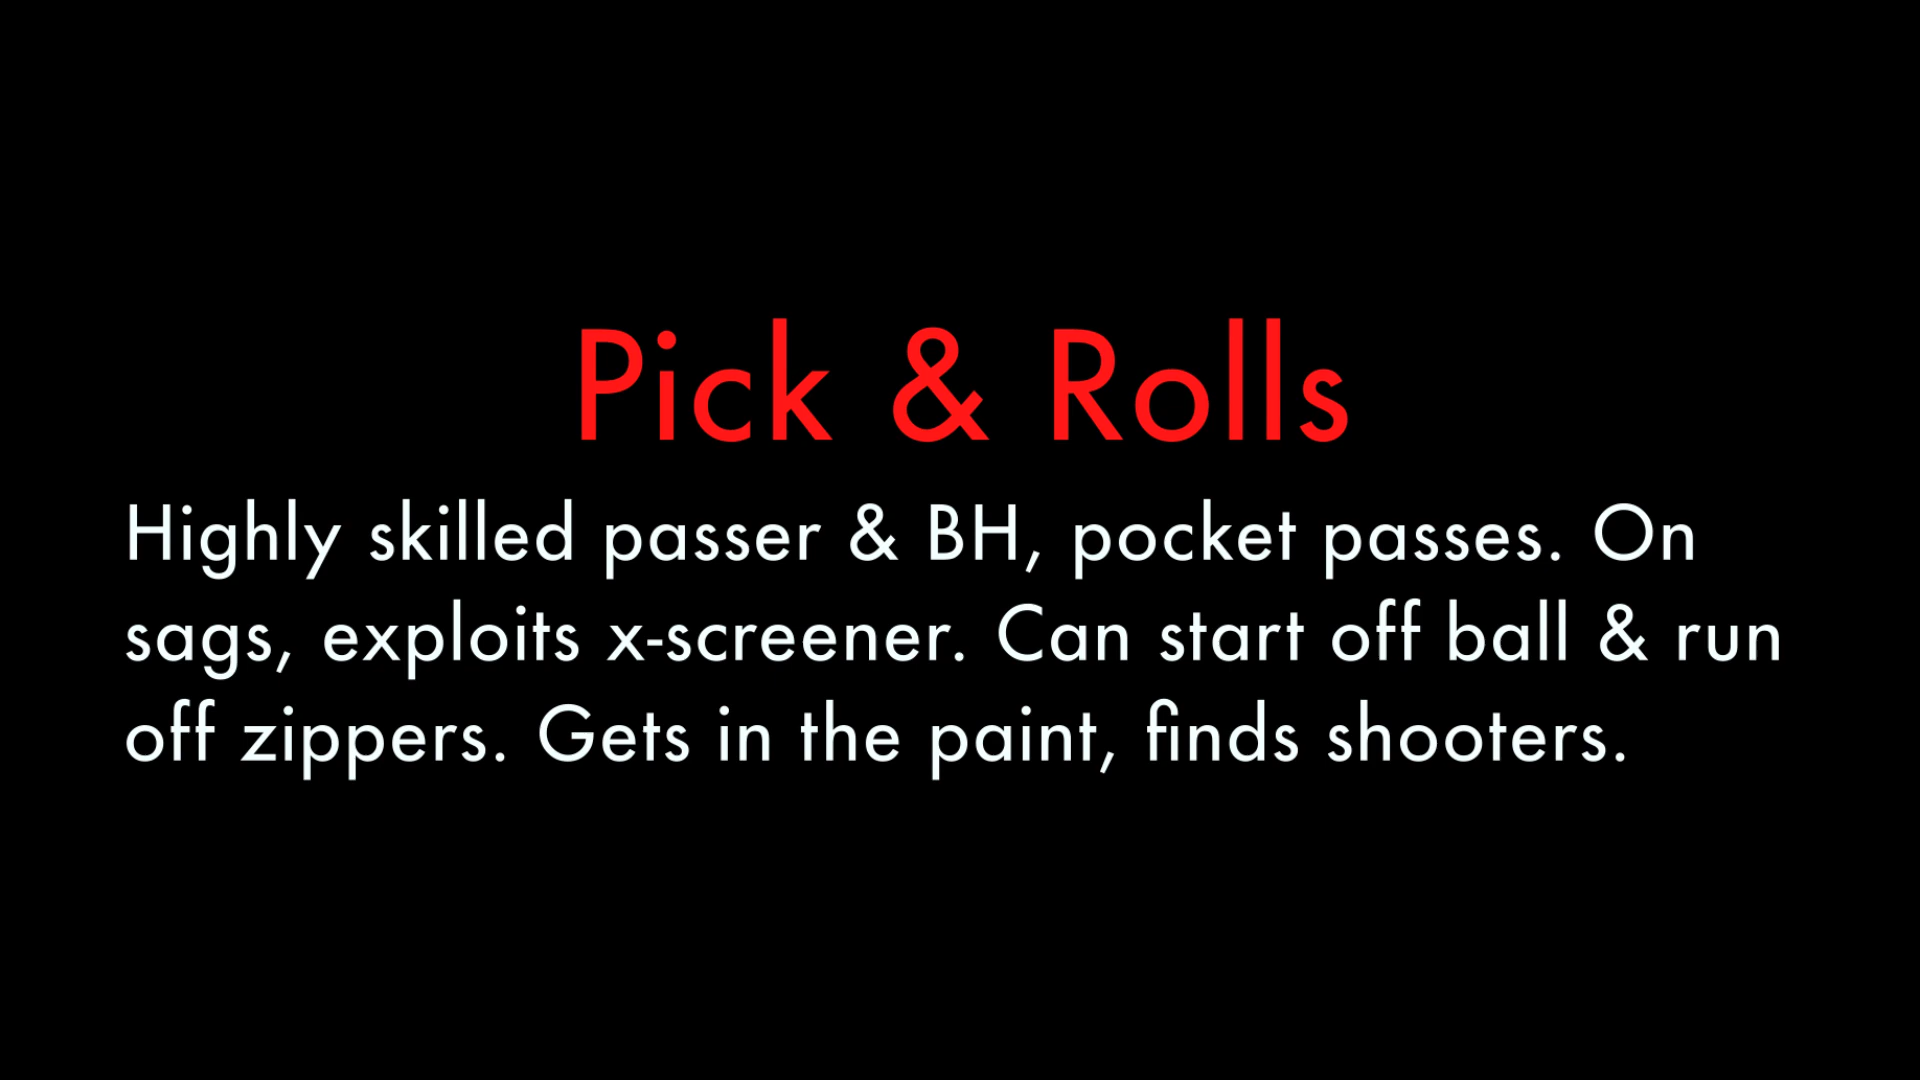 Pick & Rolls
Highly skilled passer & BH, pocket passes. On
sags, exploits x-screener. Can start off ball & run
off zippers. Gets in the paint, finds shooters.